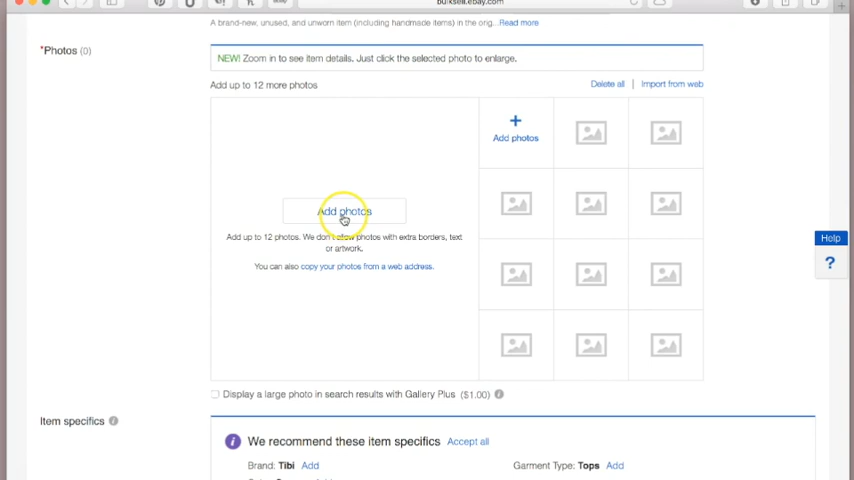 bulksell.ebay.com
A brand-new, unused, and unworn item (including handmade items) in the orig...Read more
*Photos (0)
NEW! Zoom in to see item details. Just click the selected photo to enlarge.
Add up to 12 more photos
Delete all | Import from web
+
Add photos
Add photos
Add up to 12 photos. We don't allow photos with extra borders, text
or artwork.
You can also copy your photos from a web address.
Help
?
Display a large photo in search results with Gallery Plus ($1.00)
Item specifics
We recommend these item specifics Accept all
Brand: Tibi Add
Garment Type: Tops Add